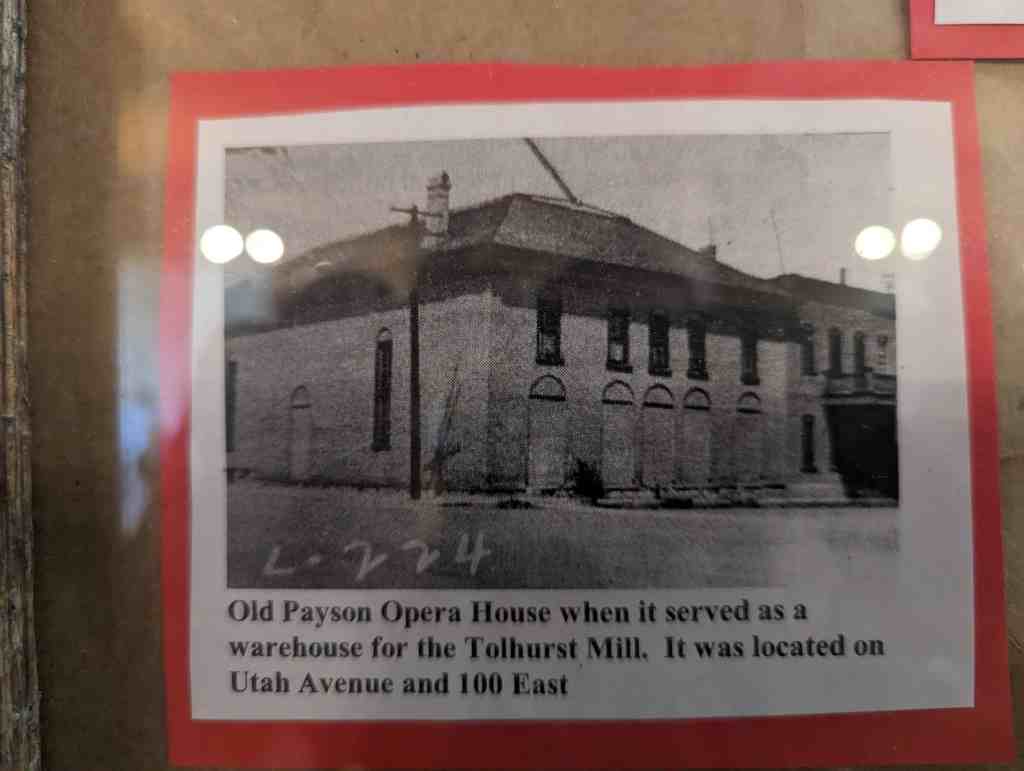 L-224
Old Payson Opera House when it served as a
warehouse for the Tolhurst Mill. It was located on
Utah Avenue and 100 East